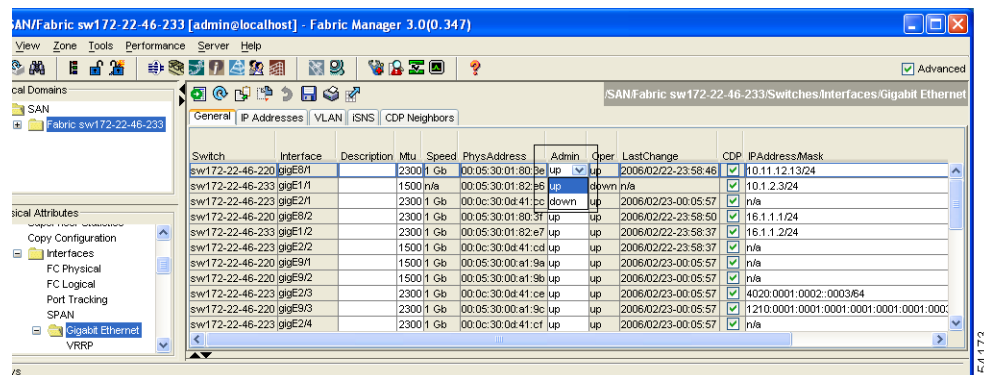 SAN/Fabric sw172-22-46-233 [admin@localhost] - Fabric Manager 3.0(0.347)
View Zone Tools Performance Server Help
Advanced
cal Domains
/SAN/Fabric sw172-22-46-233/Switches/Interfaces/Gigabit Ethernet
SAN
Fabric sw172-22-46-233
General IP Addresses VLAN iSNS CDP Neighbors
Switch Interface Description Mtu Speed PhysAddress Admin Oper LastChange CDP IPAddress/Mask
sw172-22-46-220 gigE8/1 2300 1 Gb 00:05:30:01:80:3e up up 2006/02/22-23:58:46 10.11.12.13/24
sw172-22-46-233 gigE1/1 1500 n/a 00:05:30:01:82:e6 up down n/a 10.1.2.3/24
sw172-22-46-223 gigE2/1 2300 1 Gb 00:0c:30:0d:41:cc down up 2006/02/23-00:05:57 n/a
sw172-22-46-220 gigE8/2 2300 1 Gb 00:05:30:01:80:3f up up 2006/02/22-23:58:50 16.1.1.1/24
sw172-22-46-233 gigE1/2 2300 1 Gb 00:05:30:01:82:e7 up up 2006/02/22-23:58:37 16.1.1.2/24
sw172-22-46-223 gigE2/2 1500 1 Gb 00:0c:30:0d:41:cd up up 2006/02/22-23:58:37 n/a
sw172-22-46-223 gigE9/1 1500 1 Gb 00:05:30:00:a1:9a up up 2006/02/23-00:05:57 n/a
sw172-22-46-223 gigE9/2 1500 1 Gb 00:05:30:00:a1:9b up up 2006/02/23-00:05:57 n/a
sw172-22-46-223 gigE2/3 2300 1 Gb 00:0c:30:0d:41:ce up up 2006/02/23-00:05:57 4020:0001:0002::0003/64
sw172-22-46-223 gigE9/3 2300 1 Gb 00:05:30:00:a1:9c up up 2006/02/23-00:05:57 1210:0001:0001:0001:0001:0001:0001:000
sw172-22-46-223 gigE2/4 2300 1 Gb 00:0c:30:0d:41:cf up up 2006/02/23-00:05:57 n/a
sical Attributes
Copy Configuration
Interfaces
FC Physical
FC Logical
Port Tracking
SPAN
Gigabit Ethernet
VRRP
ys
54173